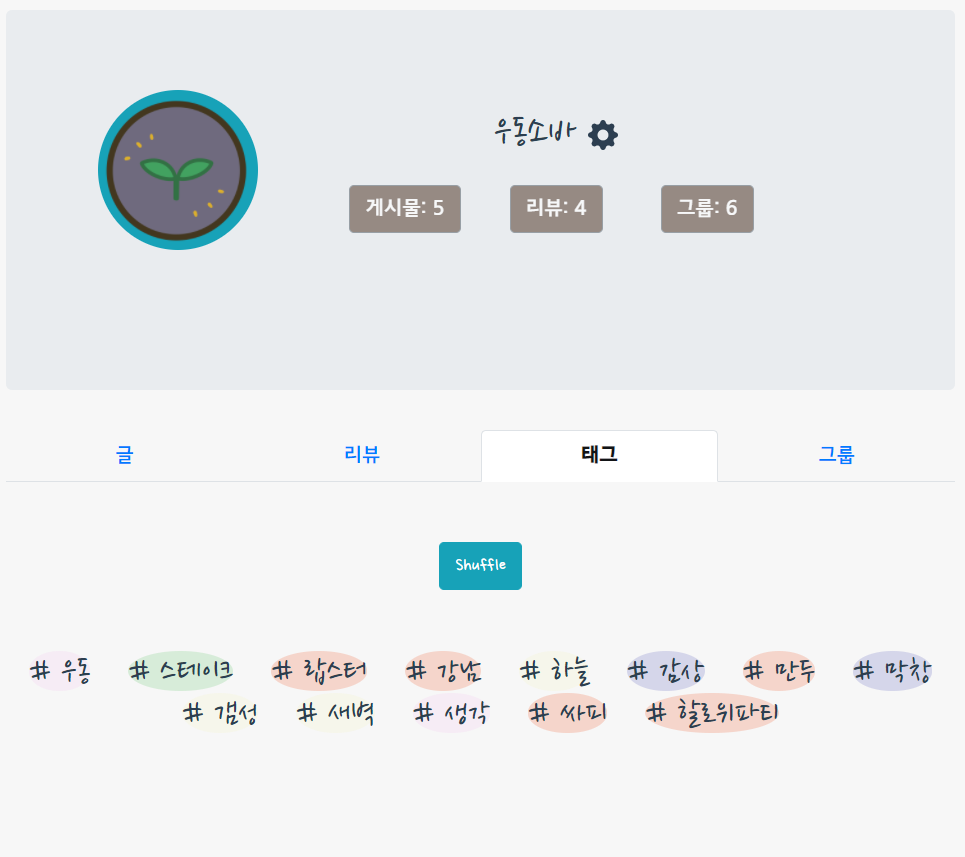 우동소바
게시물: 5 리뷰: 4 그룹: 6
글 리뷰 태그 그룹
Shuffle
# 우동 # 스테이크 # 랍스터 # 강남 # 하늘 # 감상 # 만두 # 막창
# 갬성 # 새벽 # 생각 # 싸피 # 할로위파티